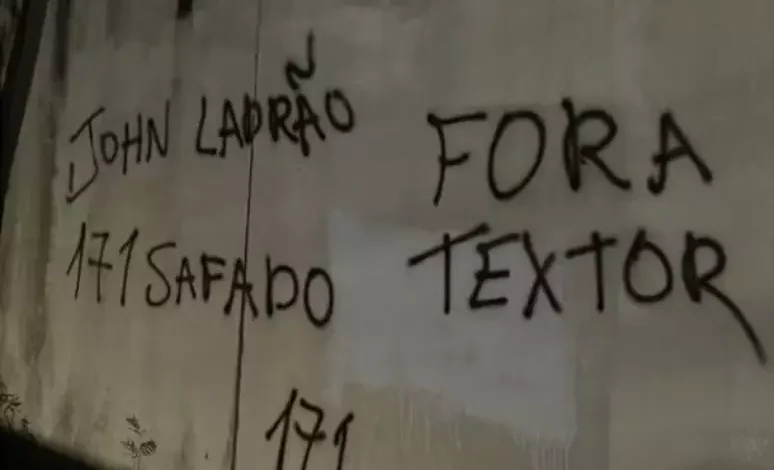 JOHN LADRÃO
171 SAFADO
171
FORA
TEXTOR